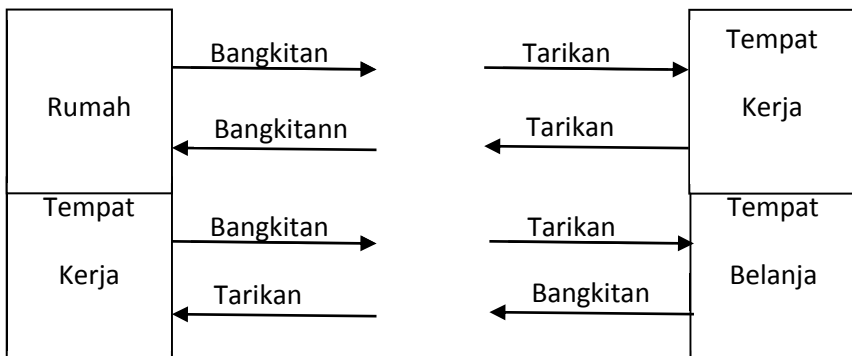 Bangkitan
Tarikan
Tempat
Rumah
Kerja
Bangkitann
Tarikan
Tempat
Bangkitan
Tarikan
Tempat
Kerja
Tarikan
Bangkitan
Belanja